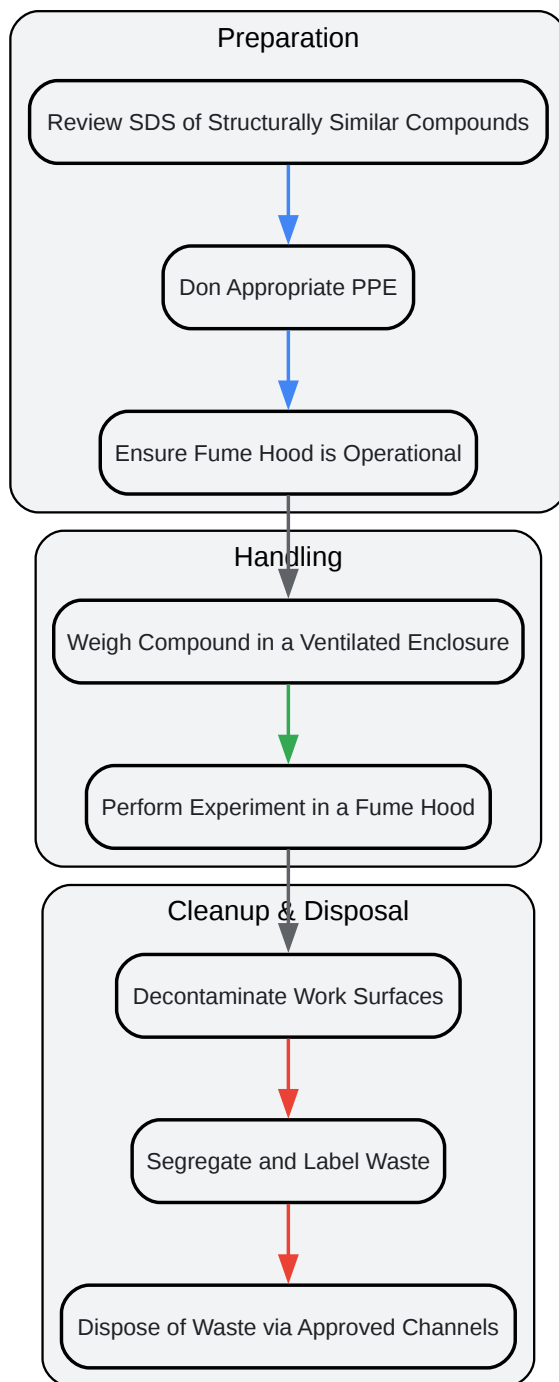 Preparation
Review SDS of Structurally Similar Compounds
Don Appropriate PPE
Ensure Fume Hood is Operational
Handling
Weigh Compound in a Ventilated Enclosure
Perform Experiment in a Fume Hood
Cleanup & Disposal
Decontaminate Work Surfaces
Segregate and Label Waste
Dispose of Waste via Approved Channels